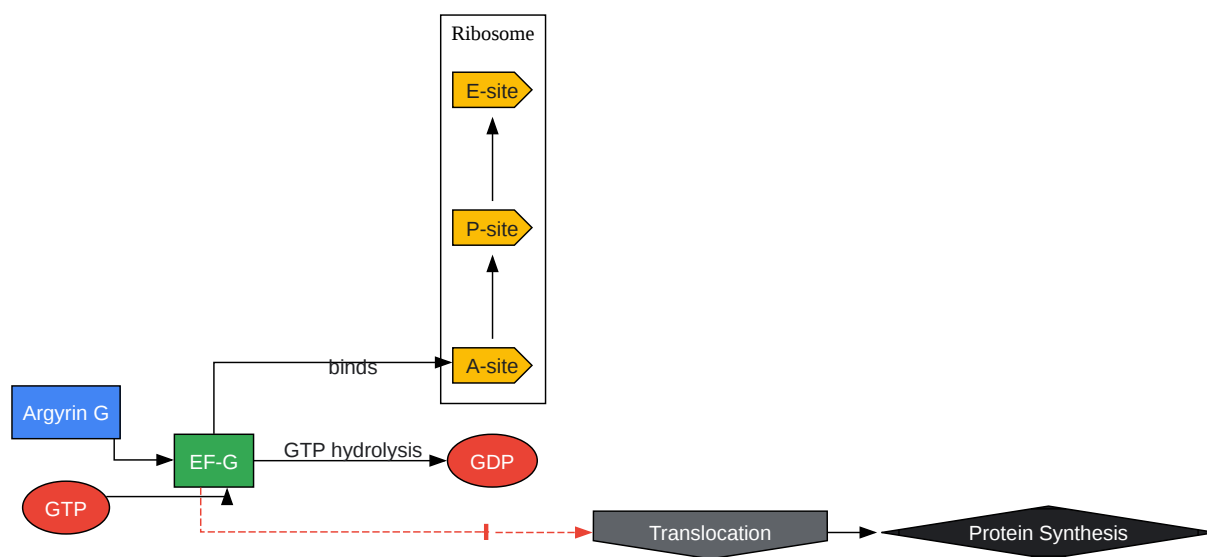 Ribosome
E-site
P-site
binds
A-site
Argyrin G
GTP hydrolysis
EF-G
GDP
GTP
Translocation
Protein Synthesis